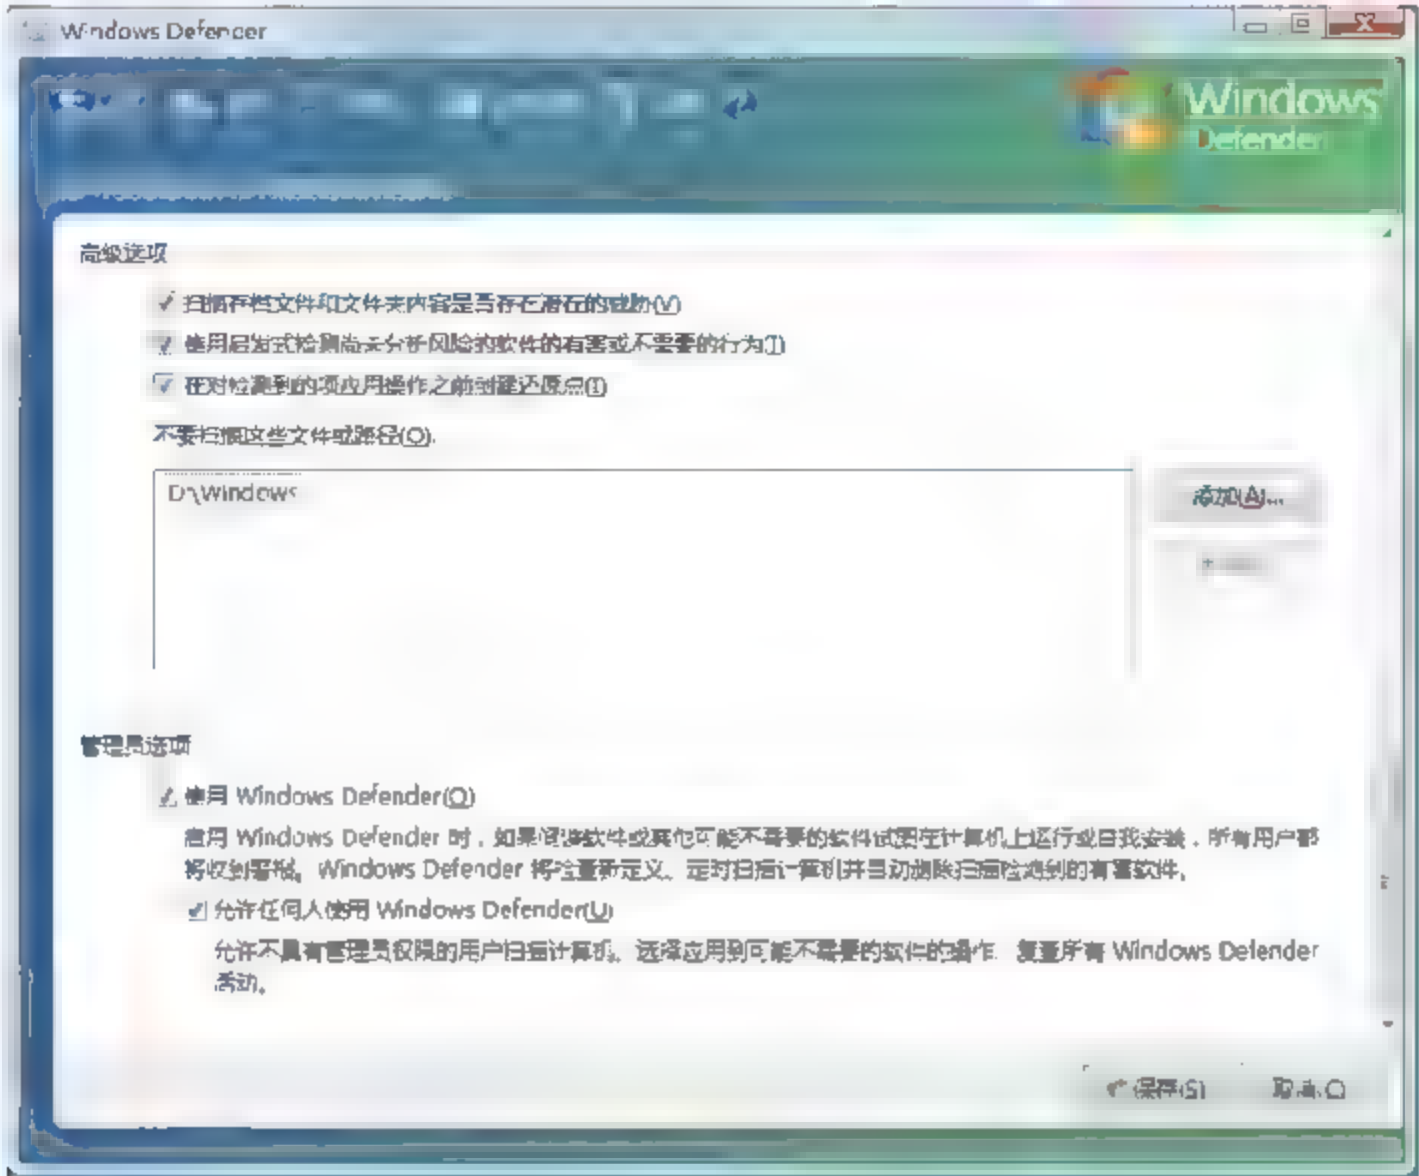 Windows Defender
Windows
Defender
高级选项
扫描存档文件和文件夹内容是否存在潜在的威胁(V)
使用启发式检测尚未分析风险的软件的有害或不需要的行为(T)
在对检测到的项应用操作之前创建还原点(I)
不要扫描这些文件或路径(O):
D:\Windows
添加(A)...
管理员选项
使用 Windows Defender(O)
启用 Windows Defender 时，如果间谍软件或其他可能不需要的软件试图在计算机上运行或自我安装，所有用户都
将收到警报。Windows Defender 将检查新定义、定时扫描计算机并自动删除扫描检测到的有害软件。
允许任何人使用 Windows Defender(U)
允许不具有管理员权限的用户扫描计算机、选择应用到可能不需要的软件的操作、复查所有 Windows Defender
活动。
保存(S)
取消(C)